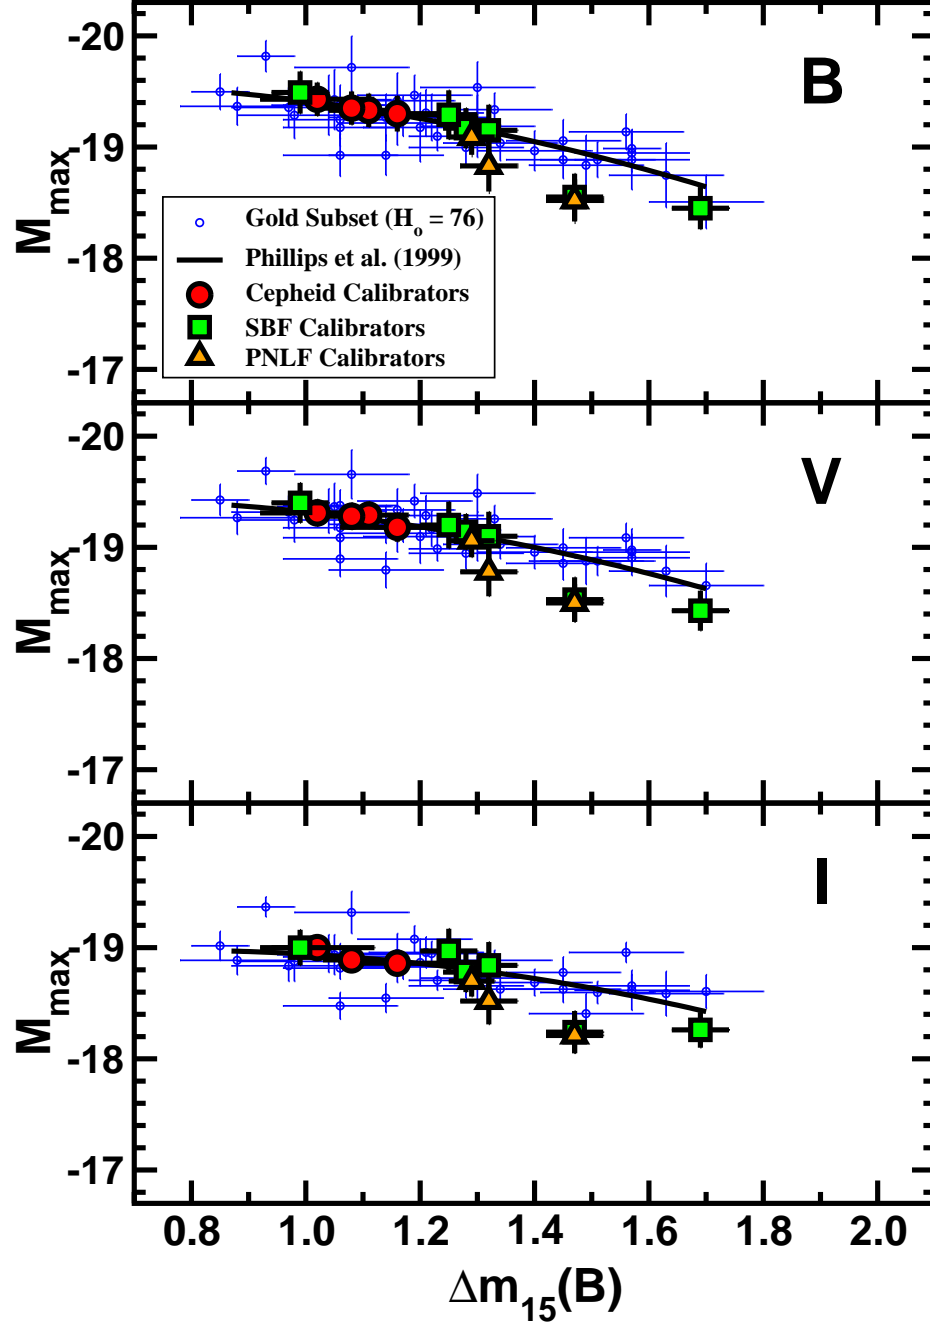 -20
-19
-18
-17
M_max
B
Gold Subset (H_o = 76)
Phillips et al. (1999)
Cepheid Calibrators
SBF Calibrators
PNLF Calibrators
-20
-19
-18
-17
M_max
V
-20
-19
-18
-17
M_max
I
0.8 1.0 1.2 1.4 1.6 1.8 2.0
Δm_15(B)